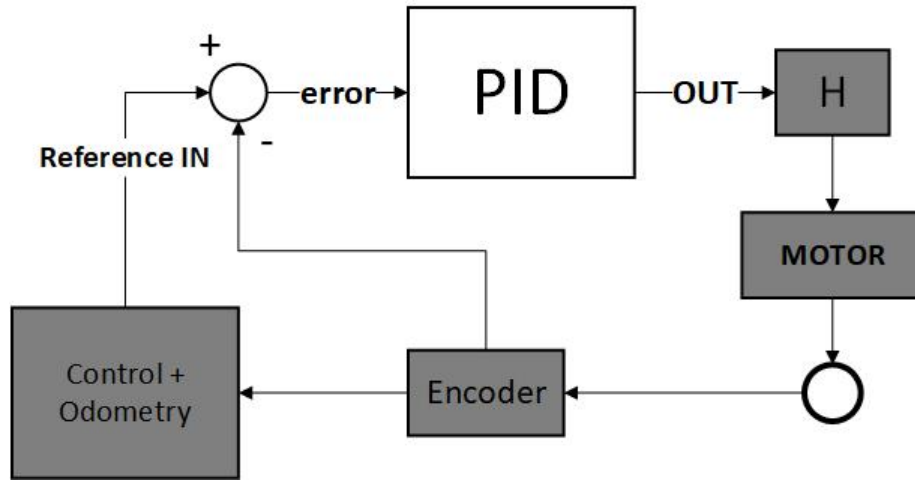 +
error
PID
OUT
H
-
Reference IN
MOTOR
Control +
Odometry
Encoder